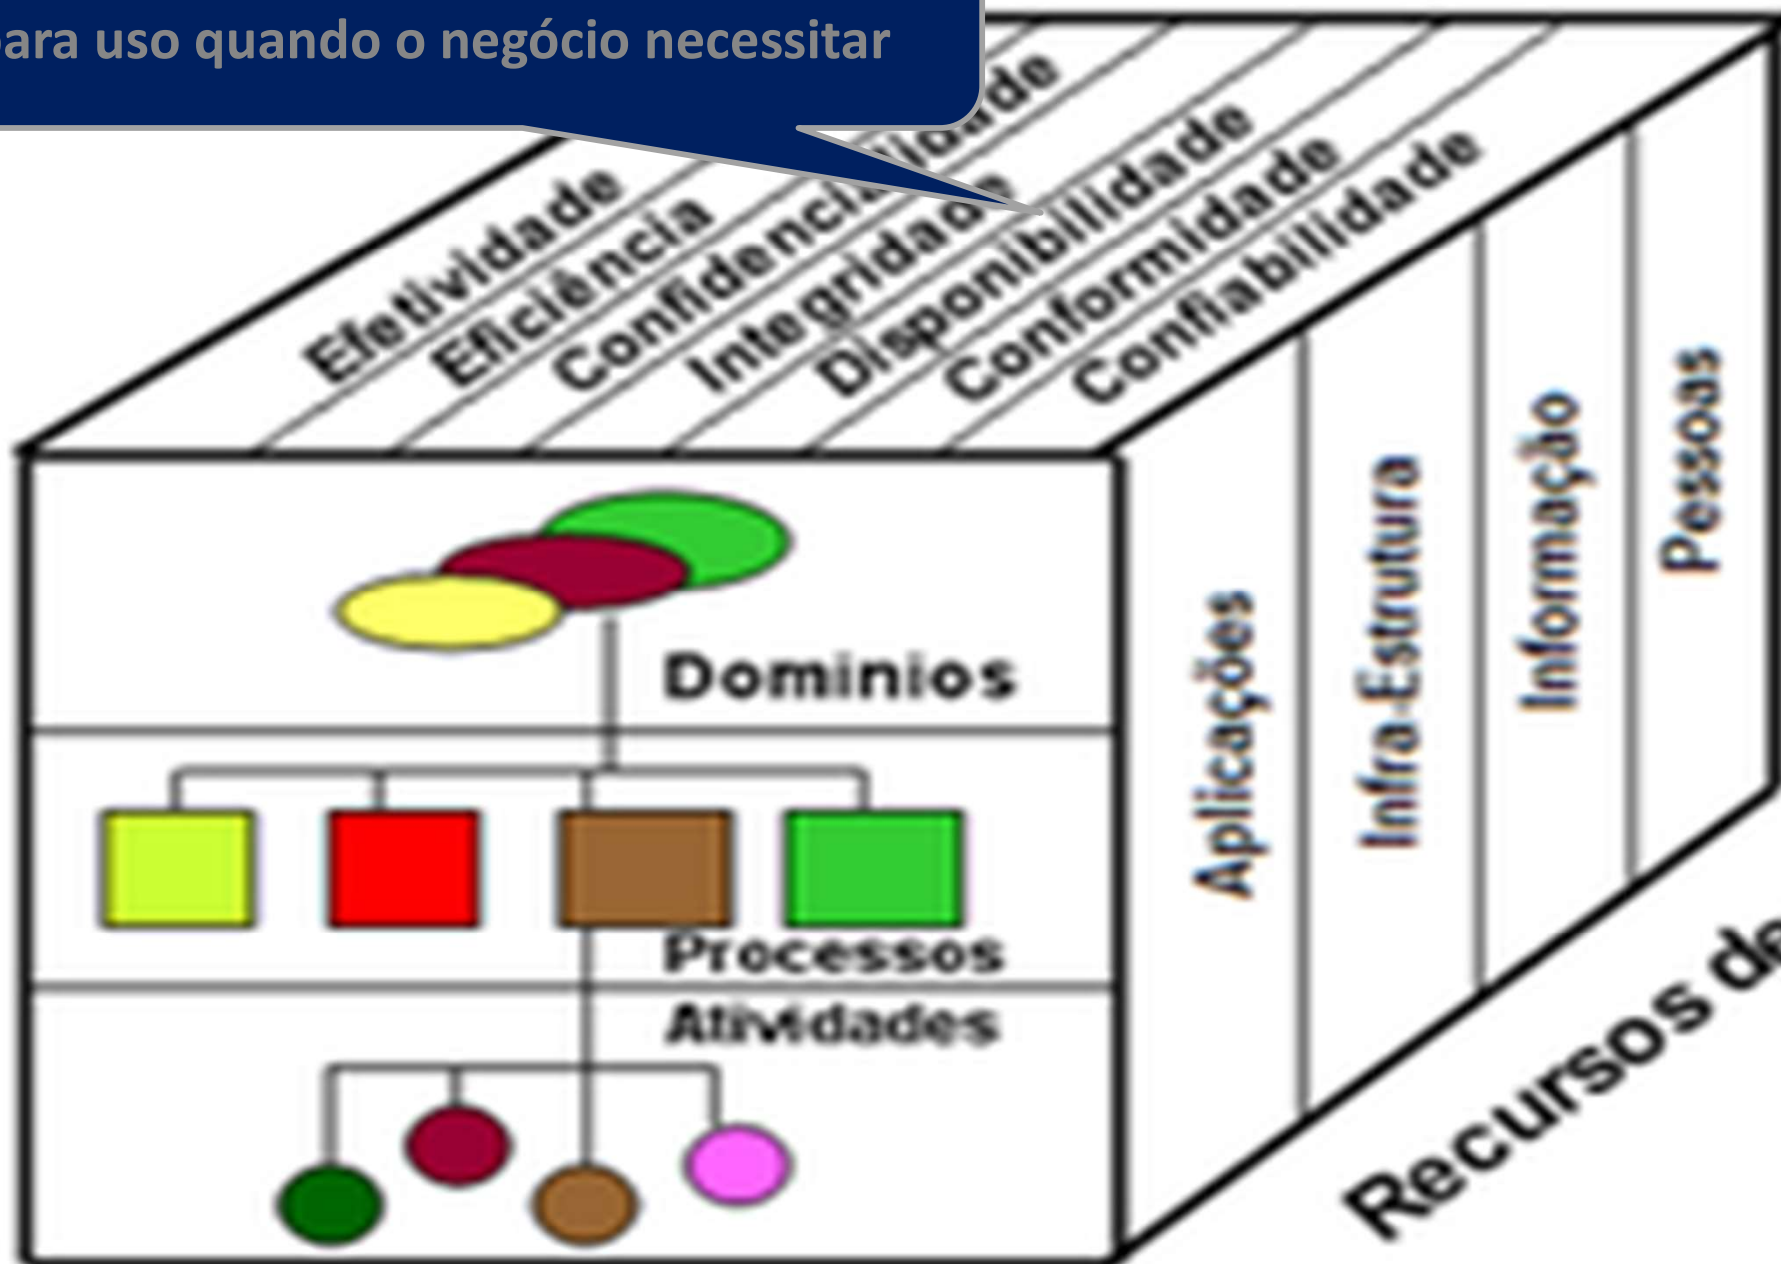 para uso quando o negócio necessitar
Efetividade
Eficiência
Confidencialidade
Integridade
Disponibilidade
Conformidade
Confiabilidade
Dominios
Processos
Atividades
Aplicações
Infra-Estrutura
Informação
Pessoas
Recursos de